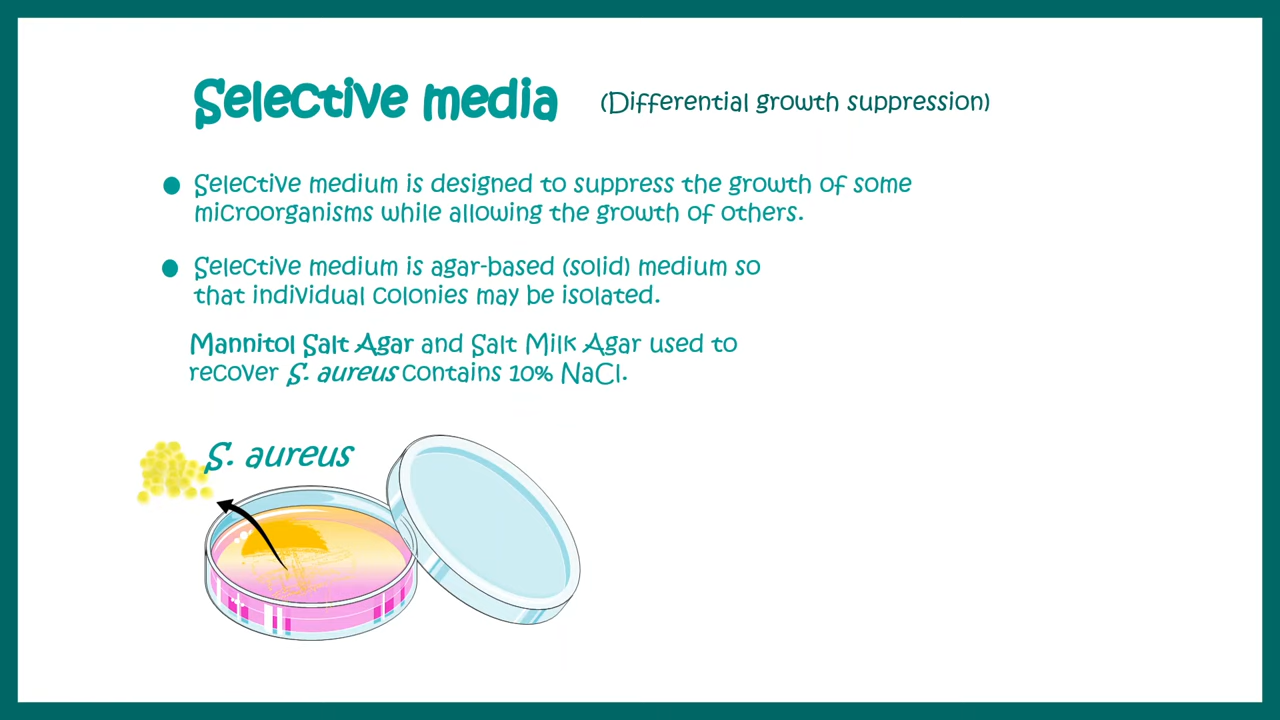 Selective media (Differential growth suppression)
Selective medium is designed to suppress the growth of some
microorganisms while allowing the growth of others.
Selective medium is agar-based (solid) medium so
that individual colonies may be isolated.
Mannitol Salt Agar and Salt Milk Agar used to
recover S. aureus contains 10% NaCl.
S. aureus